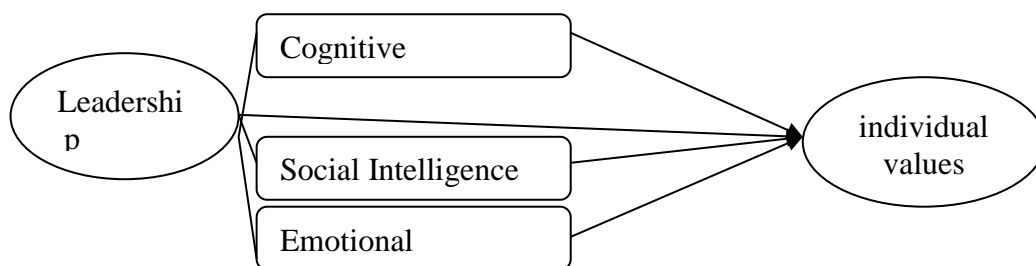 Cognitive
Leadershi
p
Social Intelligence
Emotional
individual
values